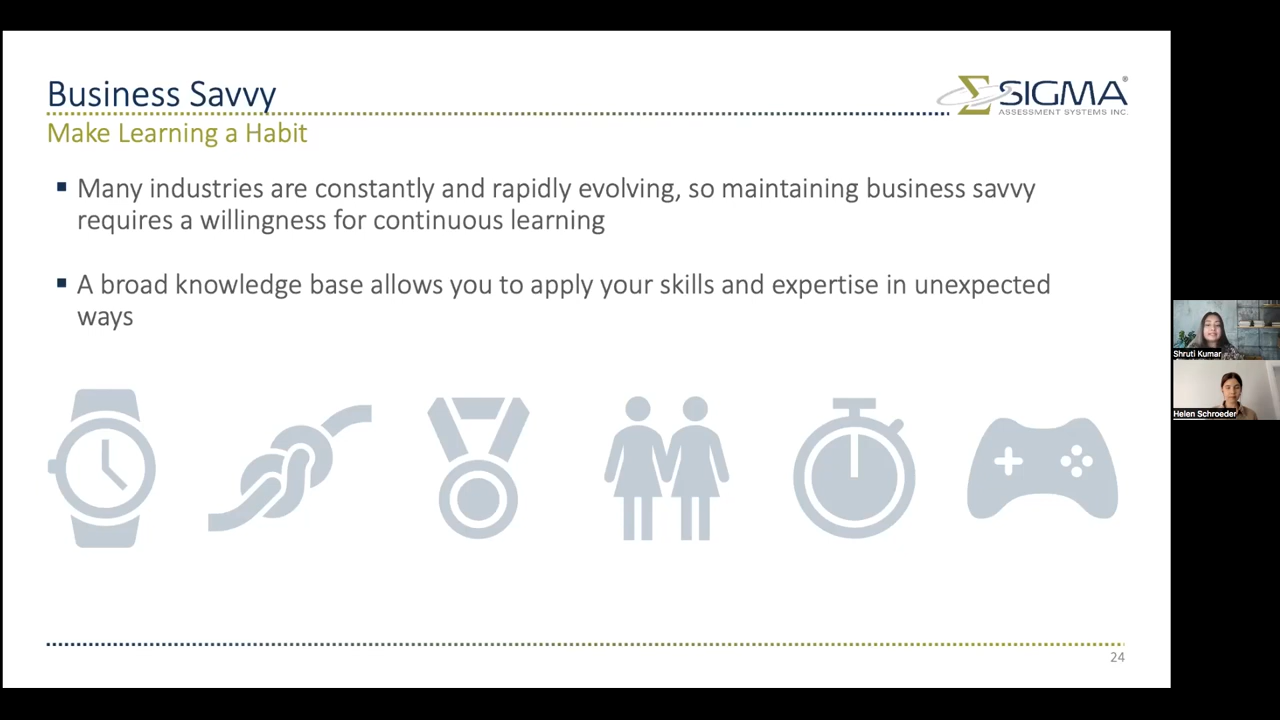 Business Savvy
Σ SIGMA®
ASSESSMENT SYSTEMS INC.
Make Learning a Habit
▪ Many industries are constantly and rapidly evolving, so maintaining business savvy
requires a willingness for continuous learning
▪ A broad knowledge base allows you to apply your skills and expertise in unexpected
ways
Shruti Kumar
Helen Schroeder
24